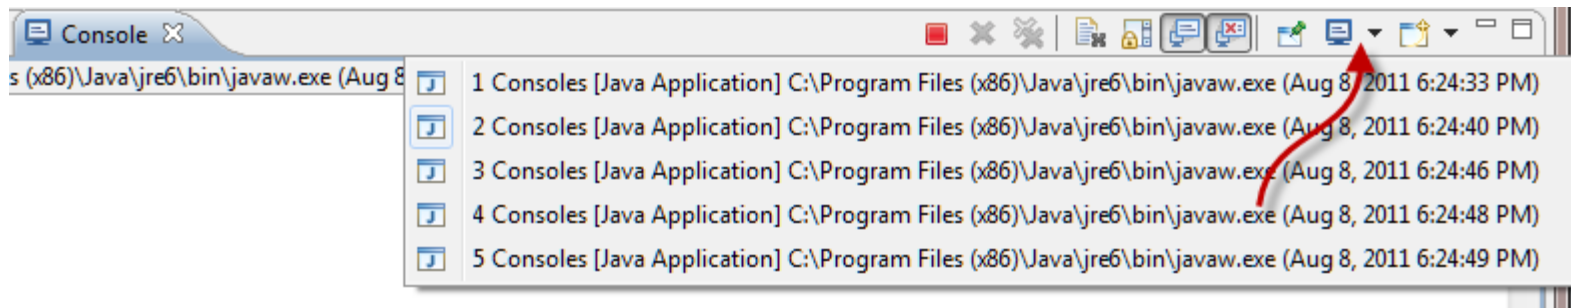 Console
s (x86)\Java\jre6\bin\javaw.exe (Aug 8
1 Consoles [Java Application] C:\Program Files (x86)\Java\jre6\bin\javaw.exe (Aug 8, 2011 6:24:33 PM)
2 Consoles [Java Application] C:\Program Files (x86)\Java\jre6\bin\javaw.exe (Aug 8, 2011 6:24:40 PM)
3 Consoles [Java Application] C:\Program Files (x86)\Java\jre6\bin\javaw.exe (Aug 8, 2011 6:24:46 PM)
4 Consoles [Java Application] C:\Program Files (x86)\Java\jre6\bin\javaw.exe (Aug 8, 2011 6:24:48 PM)
5 Consoles [Java Application] C:\Program Files (x86)\Java\jre6\bin\javaw.exe (Aug 8, 2011 6:24:49 PM)